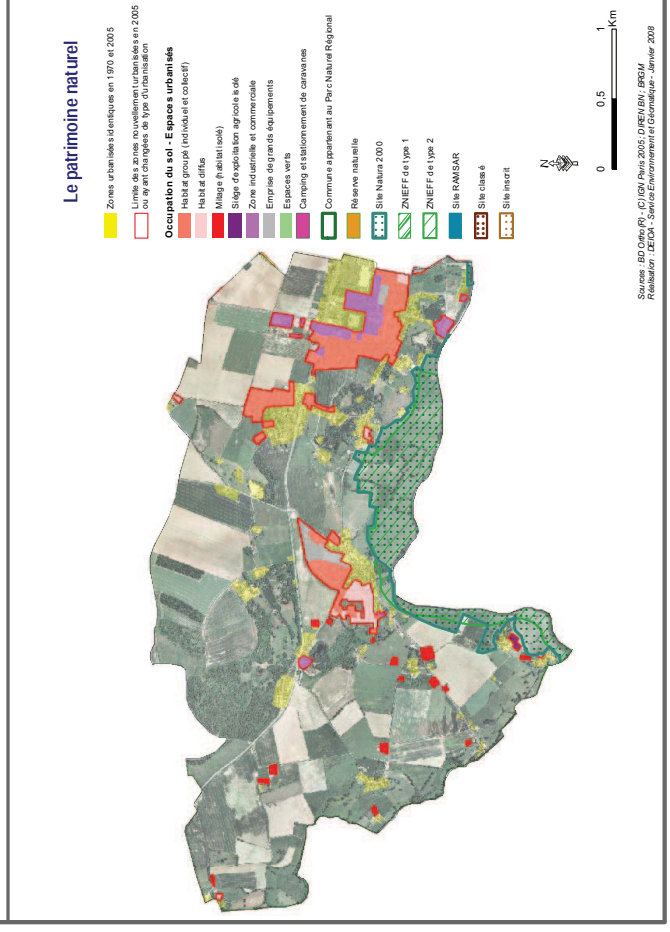 Le patrimoine naturel
Zones urbanisées identiques en 1970 et 2005
Limite des zones nouvellement urbanisées en 2005
ou ayant changées de type d'urbanisation
Occupation du sol - Espaces urbanisés
Habitat groupé (individuel et collectif)
Habitat diffus
Mitage (habitat isolé)
Siège d'exploitation agricole isolé
Zone industrielle et commerciale
Emprise de grands équipements
Espaces verts
Camping et stationnement de caravanes
Commune appartenant au Parc Naturel Régional
Réserve naturelle
Site Natura 2000
ZNIEFF de type 1
ZNIEFF de type 2
Site RAMSAR
Site classé
Site inscrit
N
0 0.5 1
Km
Sources : BD Ortho (R) - (C) IGN Paris 2005 ; DIREN BN ; BRGM
Réalisation : DEIOA - Service Environnement et Géomatique - Janvier 2008